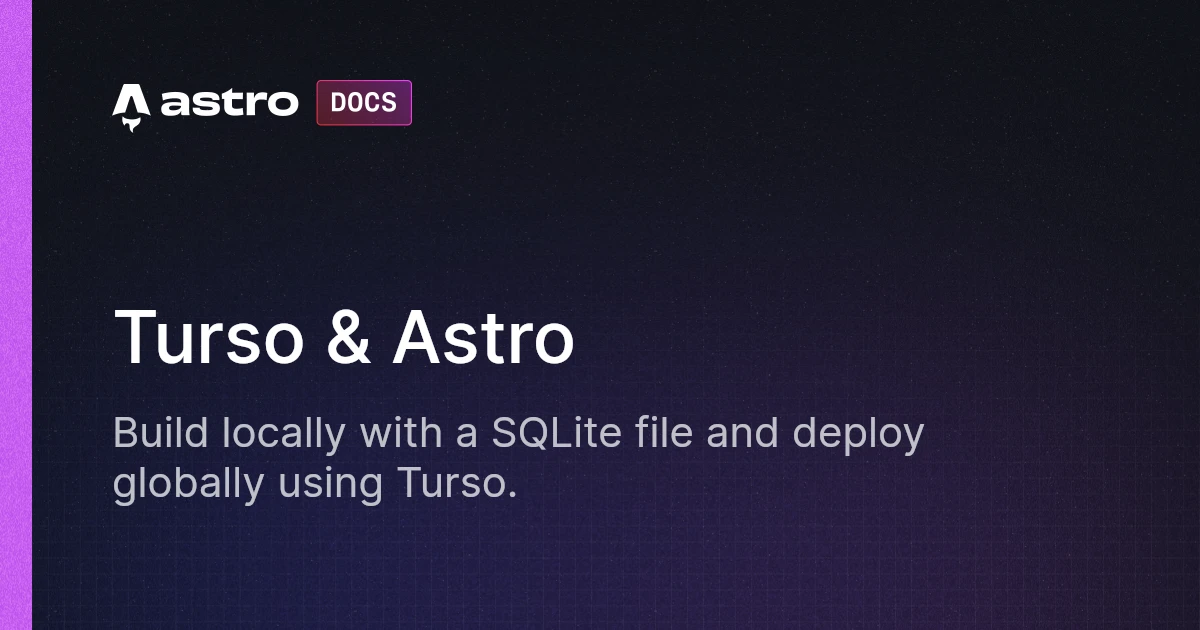 astro DOCS
Turso & Astro
Build locally with a SQLite file and deploy
globally using Turso.